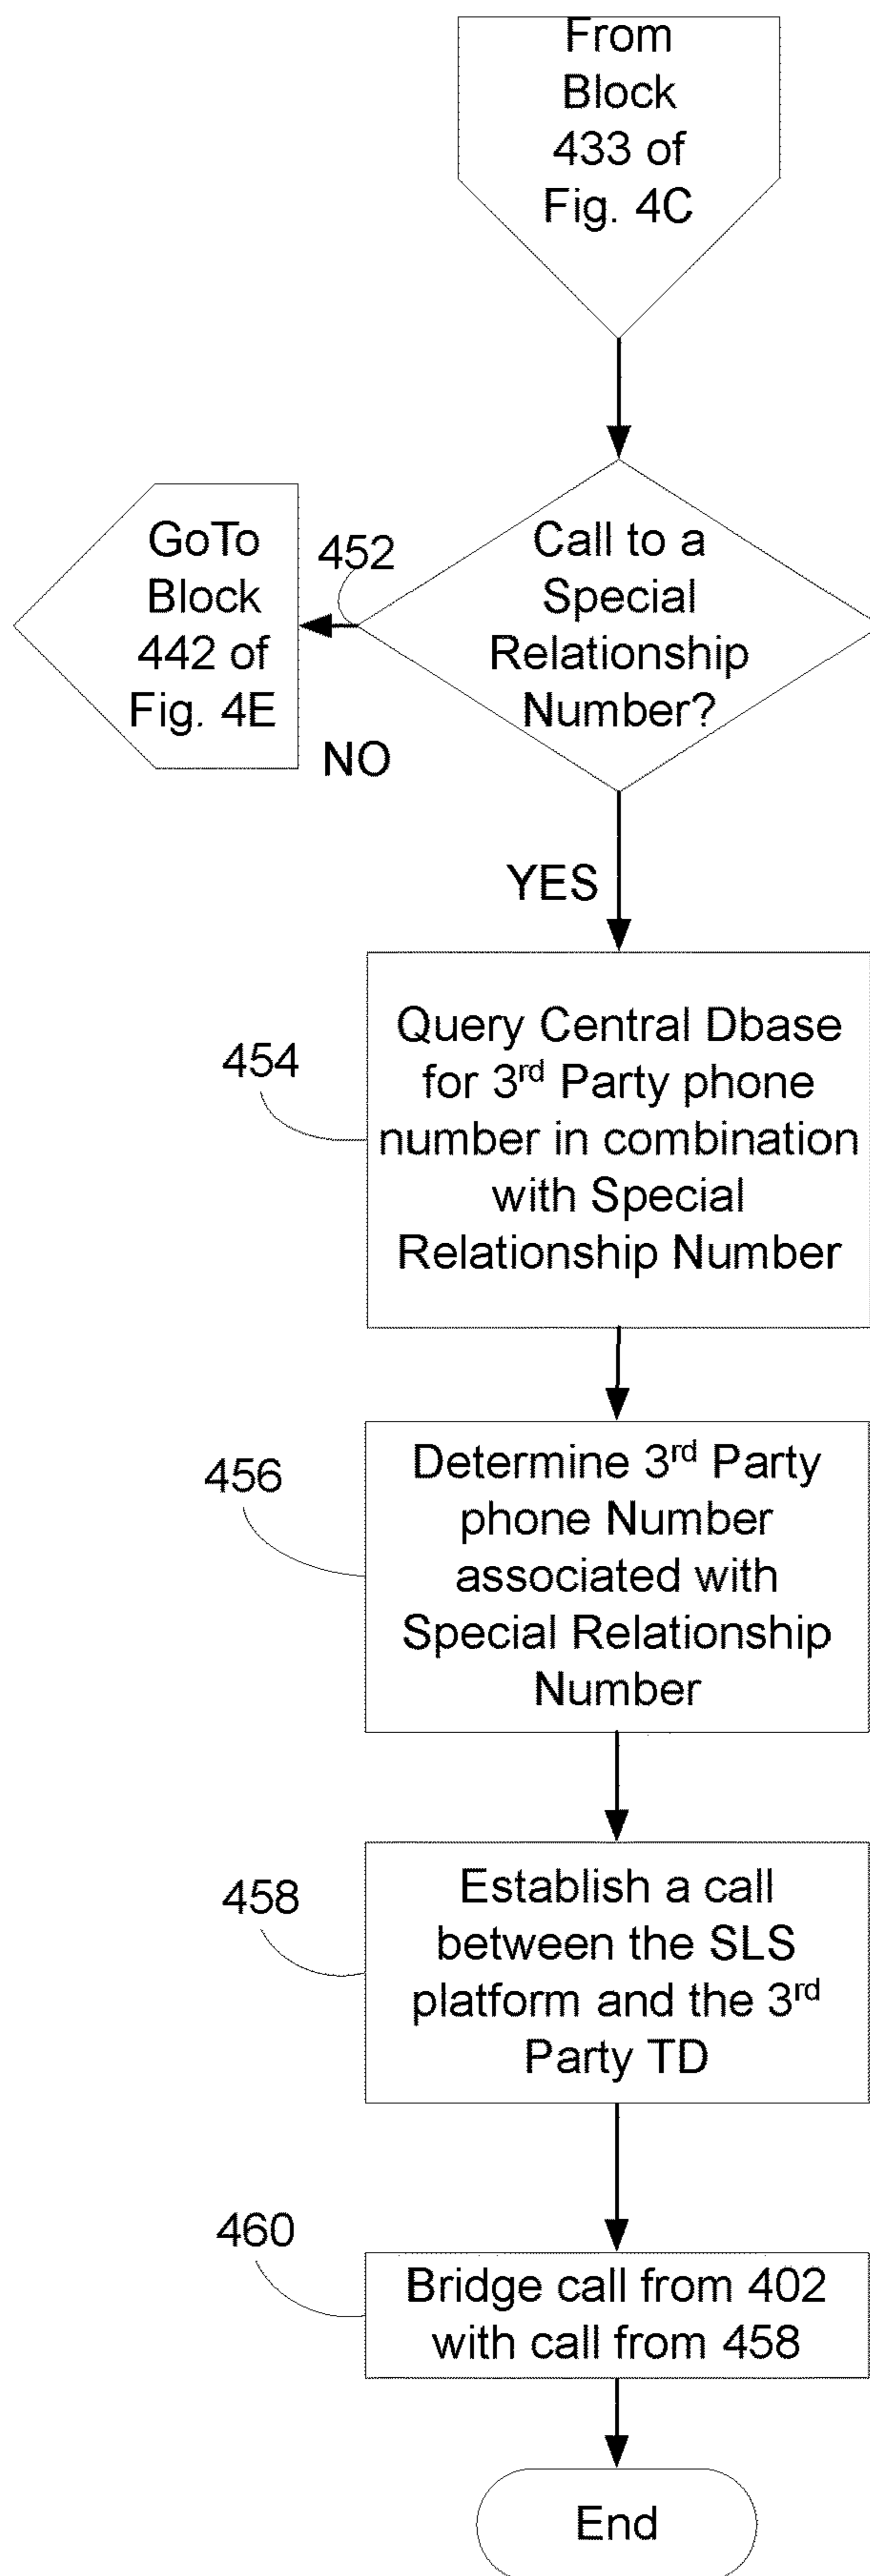 From
Block
433 of
Fig. 4C
GoTo
Block
442 of
Fig. 4E
452
Call to a
Special
Relationship
Number?
NO
YES
454
Query Central Dbase
for 3rd Party phone
number in combination
with Special
Relationship Number
456
Determine 3rd Party
phone Number
associated with
Special Relationship
Number
458
Establish a call
between the SLS
platform and the 3rd
Party TD
460
Bridge call from 402
with call from 458
End